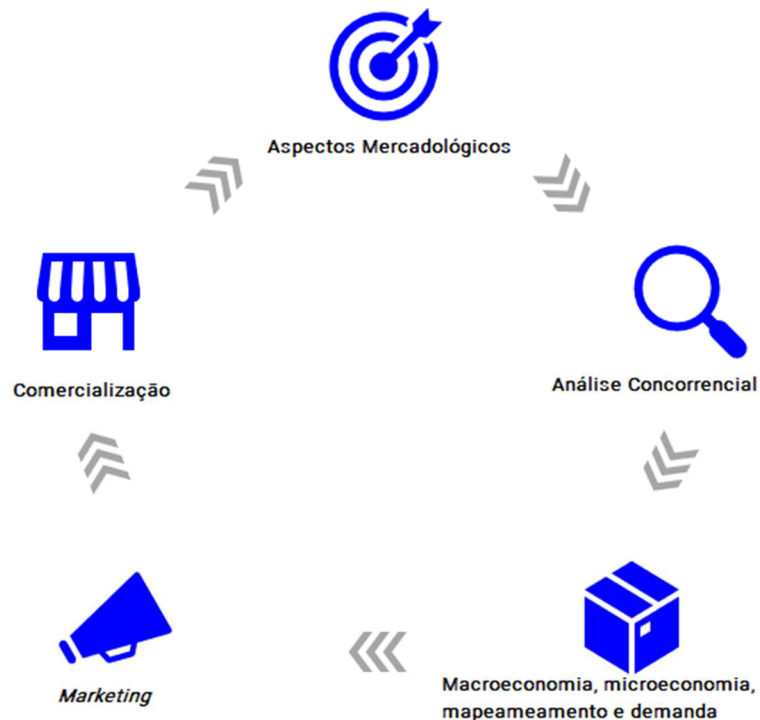 Aspectos Mercadológicos
Comercialização
Análise Concorrencial
Marketing
Macroeconomia, microeconomia,
mapeameamento e demanda